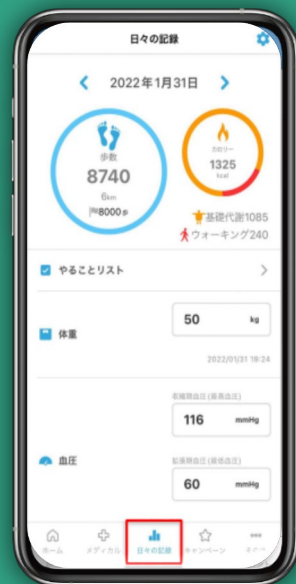 日々の記録
2022年1月31日
歩数
8740
6km
8000歩
カロリー
1325
kcal
基礎代謝1085
ウォーキング240
やることリスト
体重
50 kg
2022/01/31 19:24
収縮期血圧(最高血圧)
116 mmHg
血圧
拡張期血圧(最低血圧)
60 mmHg
ホーム メディカル 日々の記録 キャンペーン